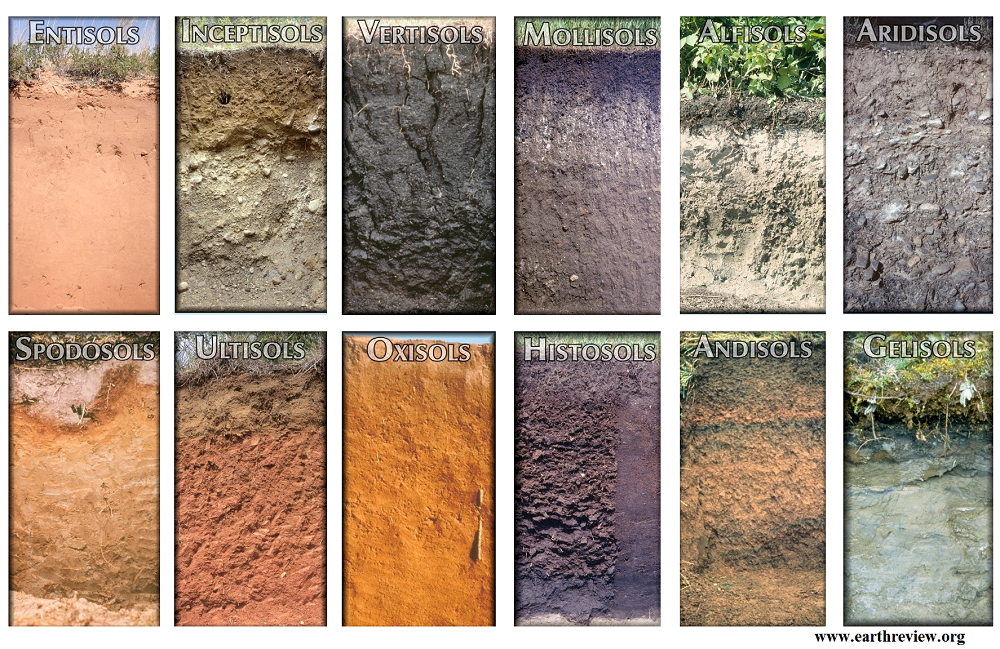 ENTISOLS
INCEPTISOLS
VERTISOLS
MOLLISOLS
ALFISOLS
ARIDISOLS
SPODOSOLS
ULTISOLS
OXISOLS
HISTOSOLS
ANDISOLS
GELISOLS
www.earthreview.org